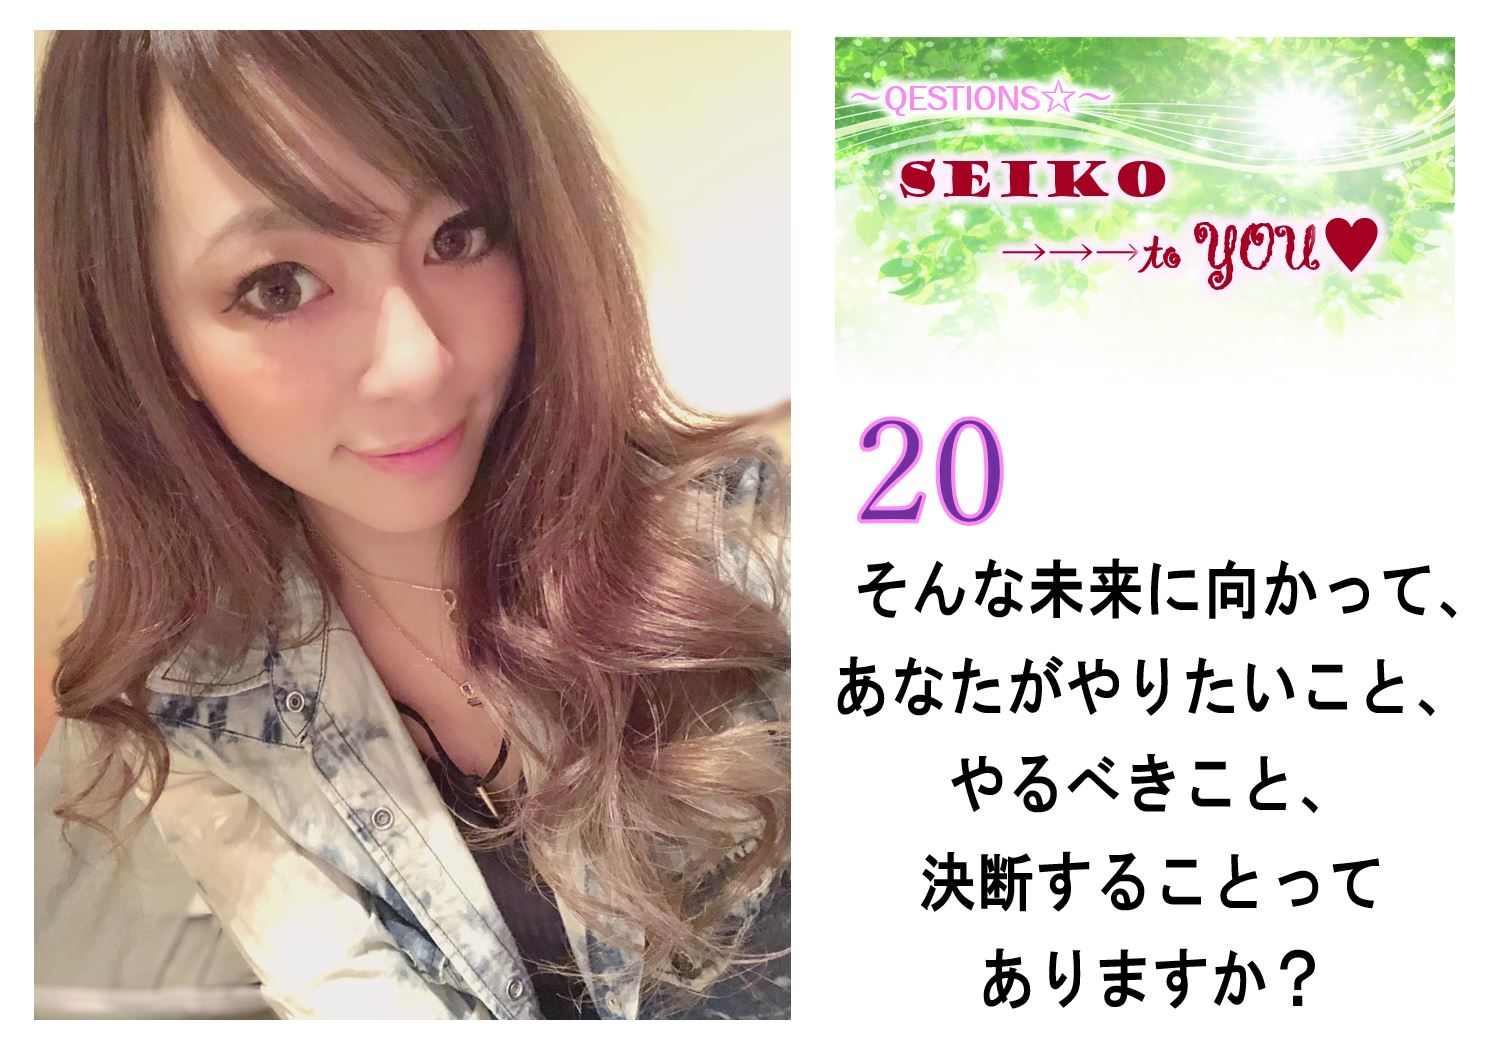 ～QESTIONS☆～
SEIKO
→→→to YOU♥
20
そんな未来に向かって、
あなたがやりたいこと、
やるべきこと、
決断することって
ありますか？